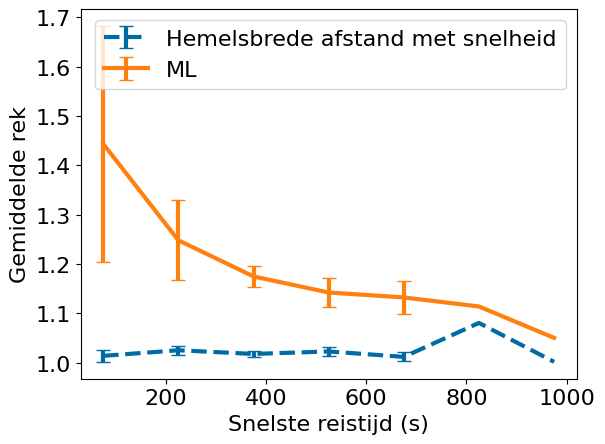 1.7
1.6
1.5
1.4
1.3
1.2
1.1
1.0
Gemiddelde rek
Hemelsbrede afstand met snelheid
ML
200 400 600 800 1000
Snelste reistijd (s)